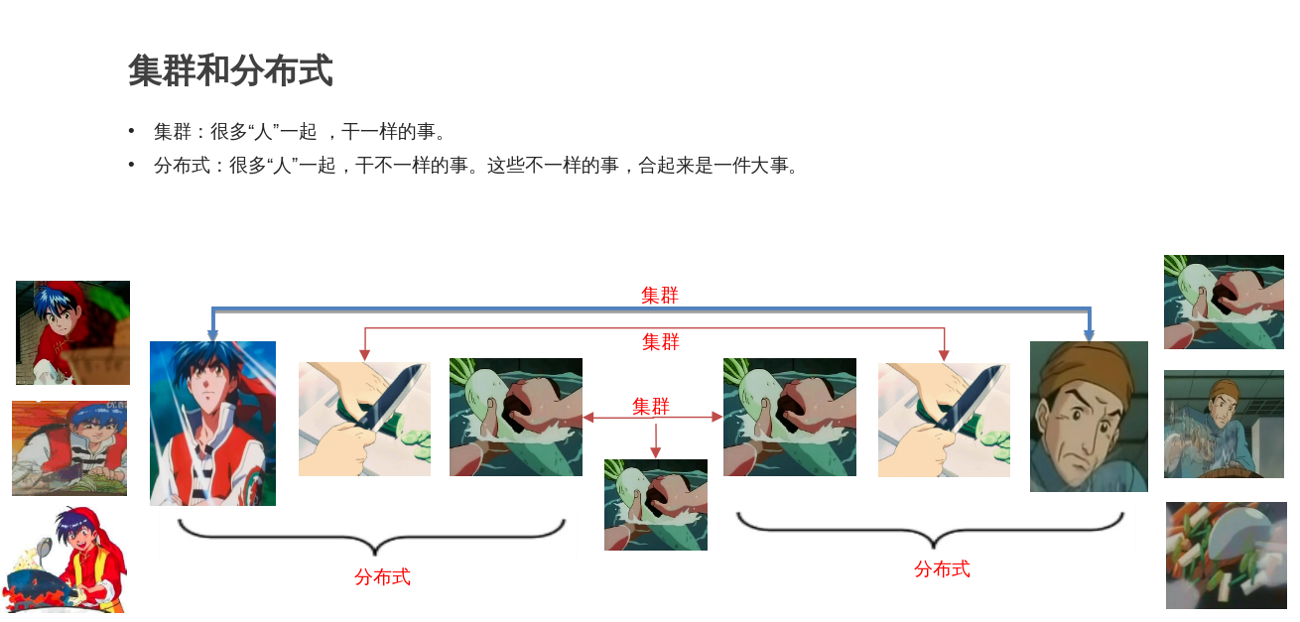 集群和分布式
• 集群：很多“人”一起 ，干一样的事。
• 分布式：很多“人”一起，干不一样的事。这些不一样的事，合起来是一件大事。
集群
集群
集群
分布式
分布式